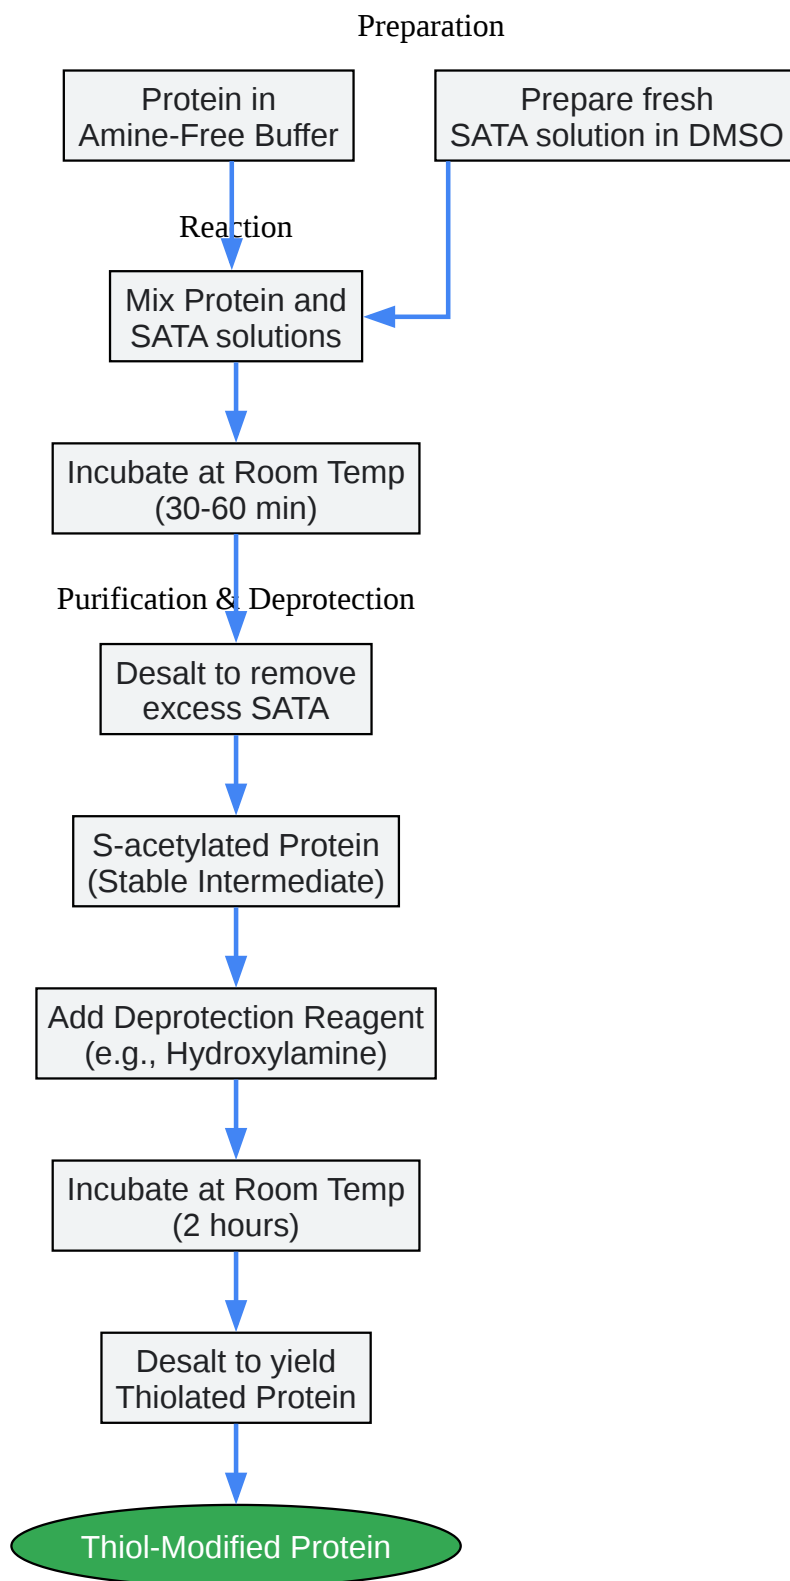 Preparation
Protein in
Amine-Free Buffer
Prepare fresh
SATA solution in DMSO
Reaction
Mix Protein and
SATA solutions
Incubate at Room Temp
(30-60 min)
Purification & Deprotection
Desalt to remove
excess SATA
S-acetylated Protein
(Stable Intermediate)
Add Deprotection Reagent
(e.g., Hydroxylamine)
Incubate at Room Temp
(2 hours)
Desalt to yield
Thiolated Protein
Thiol-Modified Protein